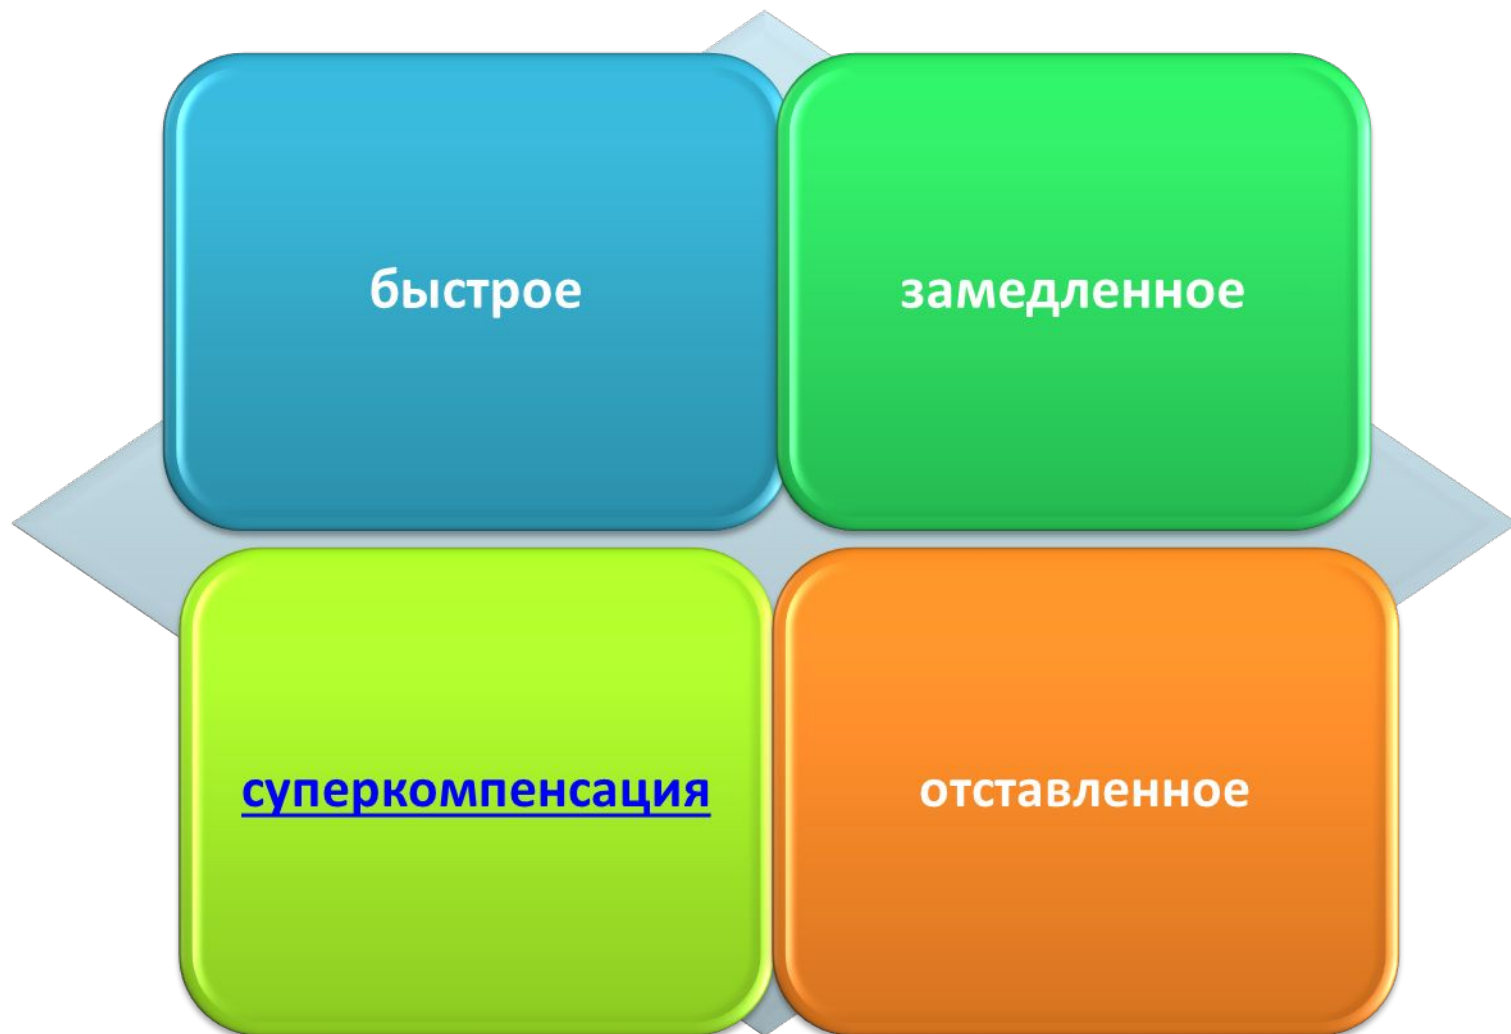 быстрое
замедленное
суперкомпенсация
отставленное